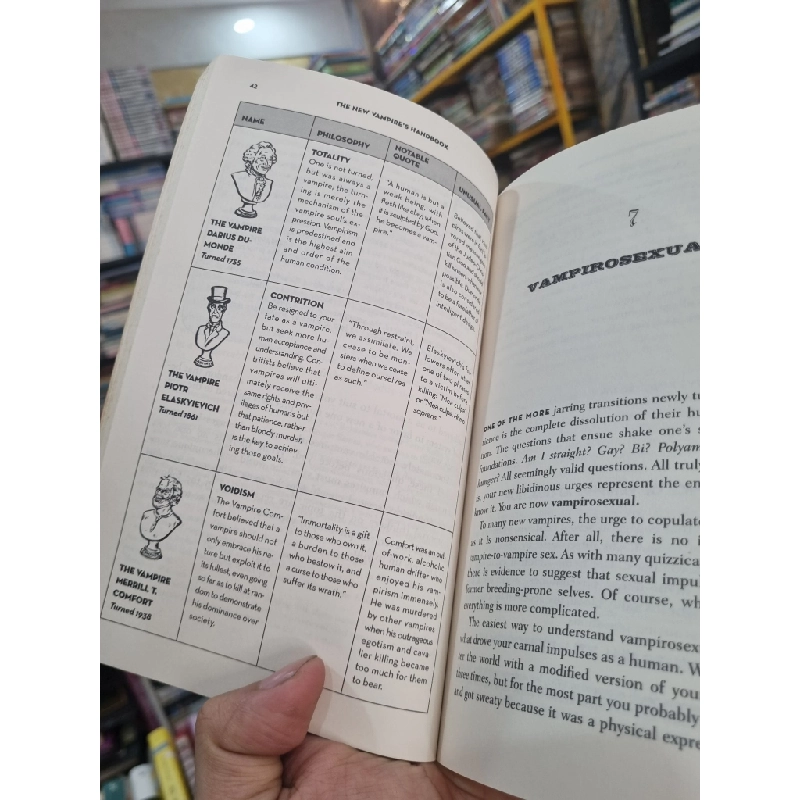 42
THE NEW VAMPIRE'S HANDBOOK
NAME
PHILOSOPHY
NOTABLE
QUOTE
THE VAMPIRE
DARIUS DU-
MONDE
Turned 1735
TOTALITY
One is not turned,
but was always a
vampire, the turn-
ing is merely the
mechanism of the
vampire soul's ex-
pression. Vampirism
is predestined and
is the highest aim
and order of the
human condition.
"A human is but a
weak being, with
THE VAMPIRE
PIOTR
ELASKVIEVICH
Turned 1901
CONTRITION
Be resigned to your
fate as a vampire,
but seek more hu-
man acceptance and
understanding. Con-
tritists believe that
vampires will ulti-
mately receive the
same rights and priv-
ileges of humans but
that patience, rather
than bloody murder,
is the key to achiev-
ing those goals.
"Through restraint,
we assimilate. We
cease to be mon-
sters when we cease
to define ourselves
as such."
THE VAMPIRE
MERRILL T.
COMFORT
Turned 1938
VOIDISM
The Vampire Com-
fort believed that a
vampire should not
only embrace his na-
ture but exploit it to
its fullest, even going
so far as to kill at ran-
dom to demonstrate
his dominance over
society.
"Immortality is a gift
to those who own it,
a burden to those
who bestow it, and
a curse to those who
suffer its wrath."
Comfort was an out
of work, alcoholic
human drifter who
enjoyed his vam-
pirism immensely.
He was murdered
by other vampires
when his outrageous
egotism and cava-
lier killing became
too much for them
to bear.
7
VAMPIROSEXUA
ONE OF THE MORE jarring transitions newly tu
is the complete dissolution of their hu
The questions that ensue shake one's s
foundations. Am I straight? Gay? Bi? Polyam
All seemingly valid questions. All truly
is your new libidinous urges represent the en
know it. You are now vampirosexual.
To many new vampires, the urge to copulate
as it is nonsensical. After all, there is no
vampire-to-vampire sex. As with many quizzica
there is evidence to suggest that sexual impu
former breeding-prone selves. Of course, wh
everything is more complicated.
The easiest way to understand vampirosex
what drove your carnal impulses as a human. W
the world with a modified version of you
three times, but for the most part you probably
and got sweaty because it was a physical expre